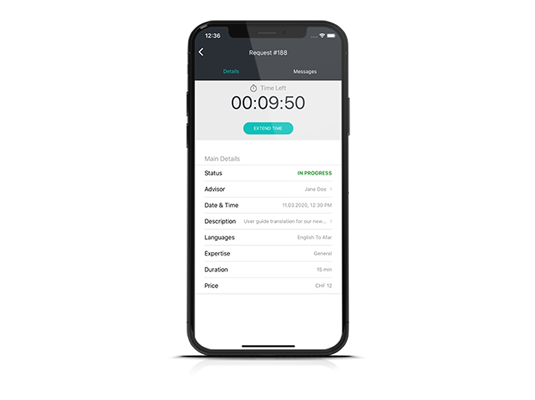 12:36
Request #188
Details Messages
Time Left
00:09:50
EXTEND TIME
Main Details
Status IN PROGRESS
Advisor Jane Doe
Date & Time 11.03.2020, 12:39 PM
Description User guide translation for our new...
Languages English To Afar
Expertise General
Duration 15 min
Price CHF 12